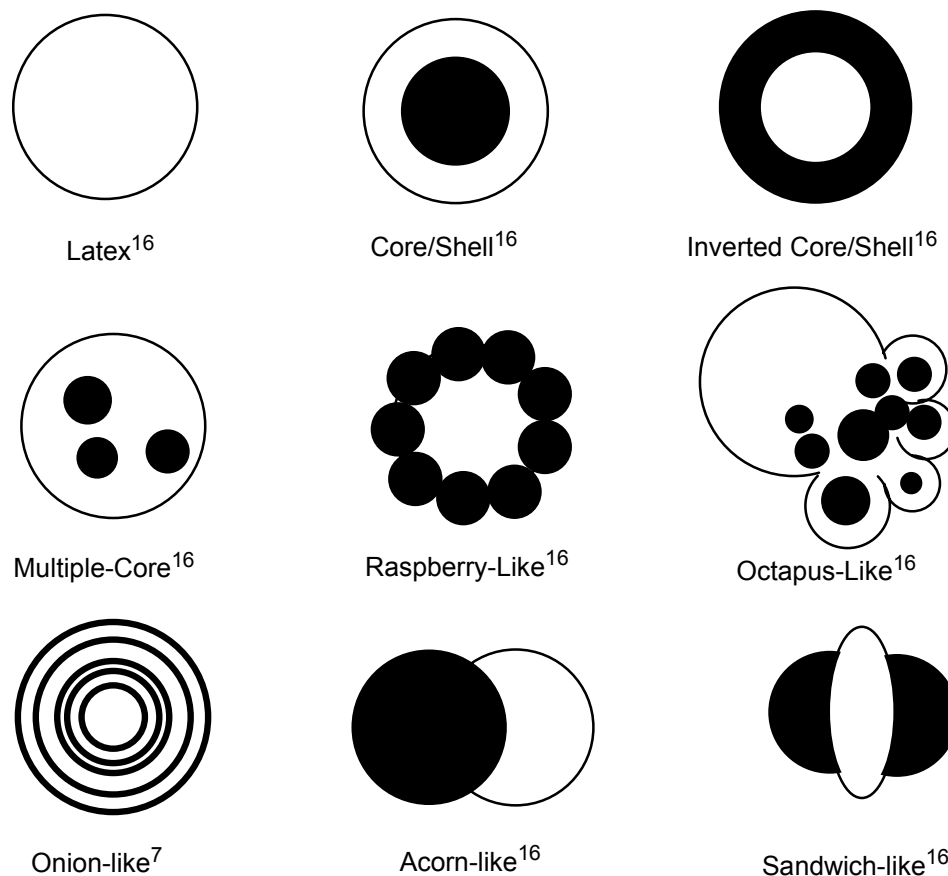 Latex16
Core/Shell16
Inverted Core/Shell16
Multiple-Core16
Raspberry-Like16
Octapus-Like16
Onion-like7
Acorn-like16
Sandwich-like16